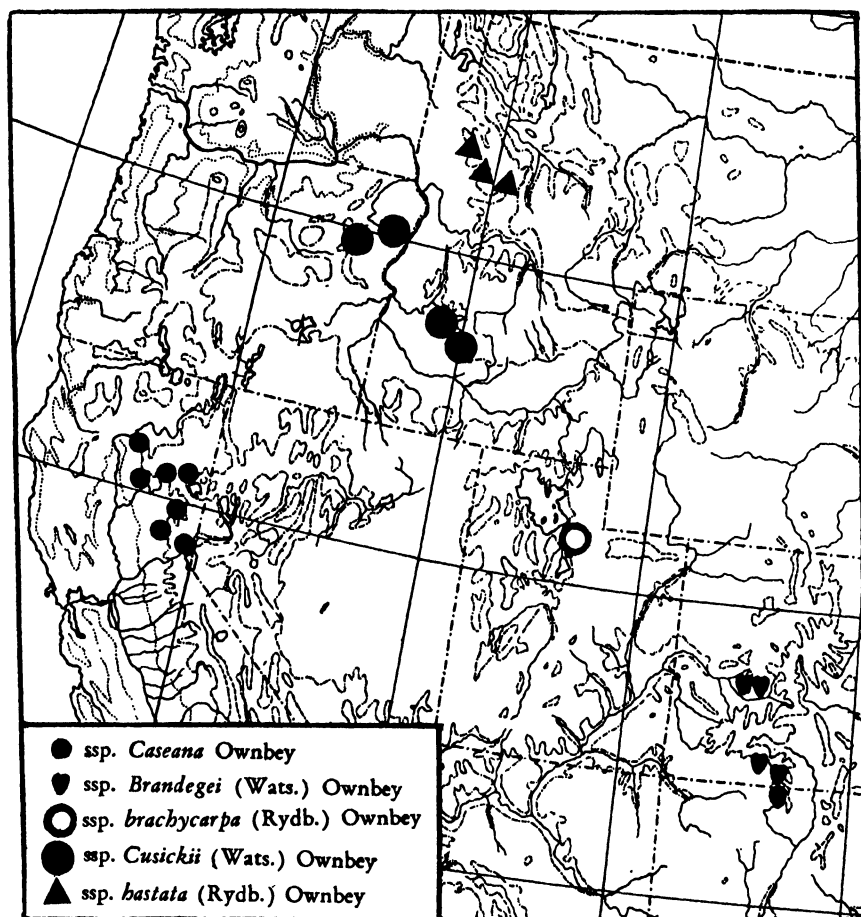 ssp. Caseana Ownbey
ssp. Brandegei (Wats.) Ownbey
ssp. brachycarpa (Rydb.) Ownbey
ssp. Cusickii (Wats.) Ownbey
ssp. hastata (Rydb.) Ownbey